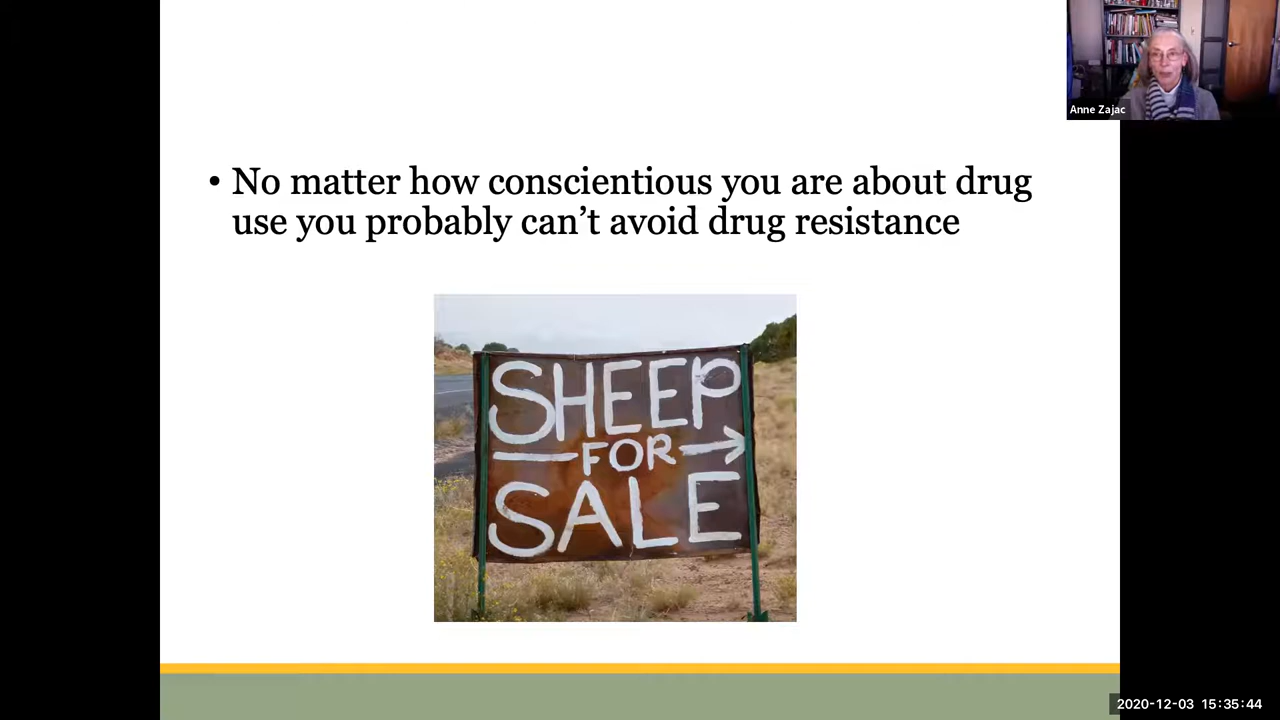 Anne Zajac
• No matter how conscientious you are about drug
use you probably can’t avoid drug resistance
SHEEP
FOR
SALE
2020-12-03 15:35:44